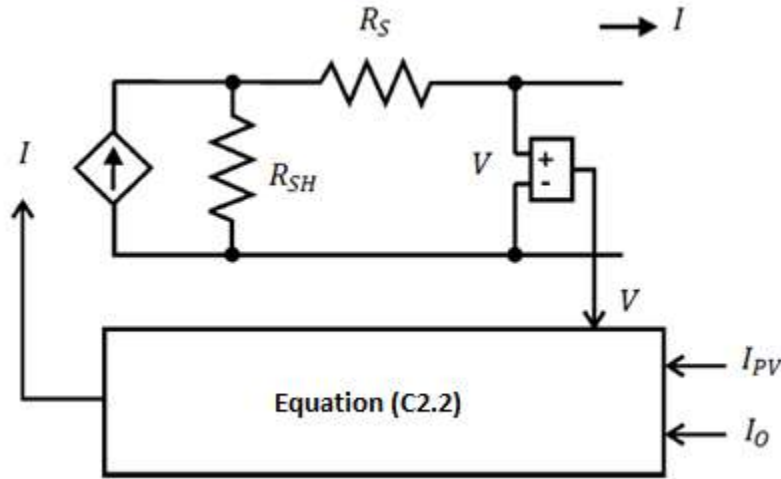 R_S
I
I
R_SH
V
+
-
V
I_PV
Equation (C2.2)
I_O